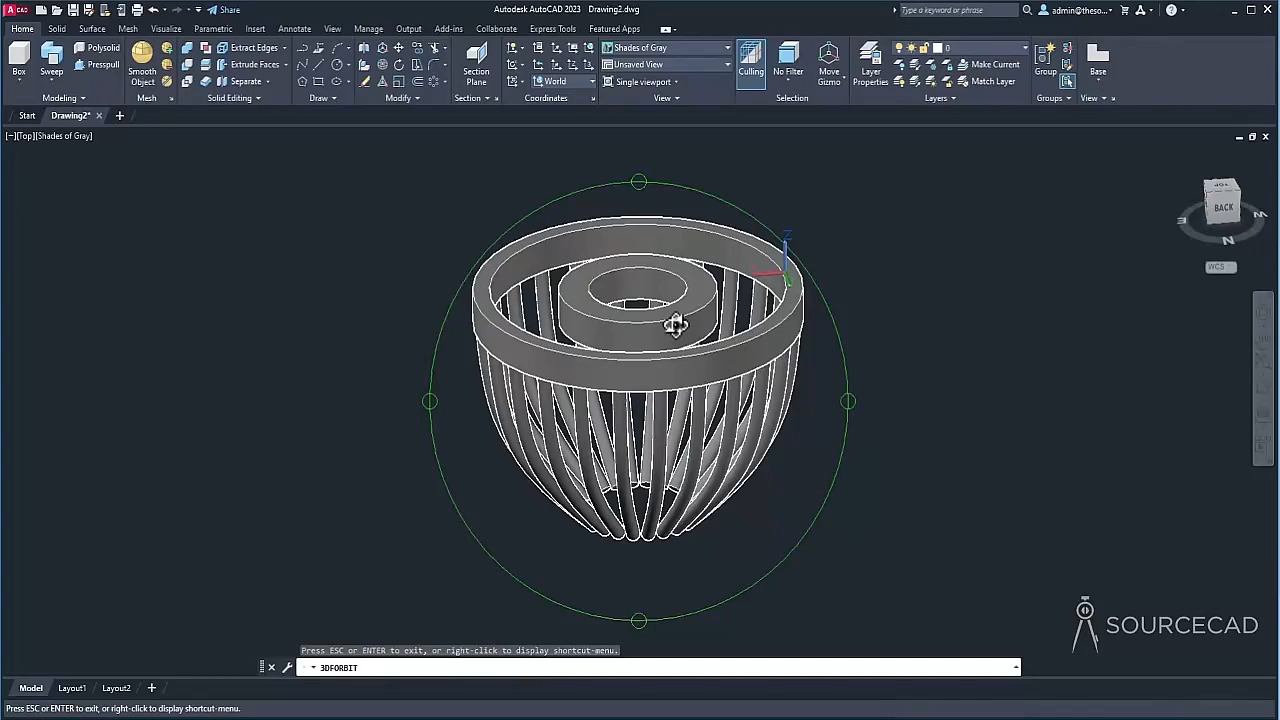 A CAD Share Autodesk AutoCAD 2023 Drawing2.dwg Type a keyword or phrase admin@theso...
Home Solid Surface Mesh Visualize Parametric Insert Annotate View Manage Output Add-ins Collaborate Express Tools Featured Apps
Box Sweep Polysolid Presspull Smooth Object Extract Edges Extrude Faces Separate Section Plane World Shades of Gray Unsaved View Single viewport Culling No Filter Move Gizmo Layer Properties 0 Make Current Match Layer Group Base
Modeling Mesh Solid Editing Draw Modify Section Coordinates View Selection Layers Groups View
Start Drawing2* +
[−][Top][Shades of Gray]
TOP
BACK
N
WCS
Z
SOURCECAD
Press ESC or ENTER to exit, or right-click to display shortcut-menu.
3DFORBIT
Model Layout1 Layout2 +
Press ESC or ENTER to exit, or right-click to display shortcut-menu.